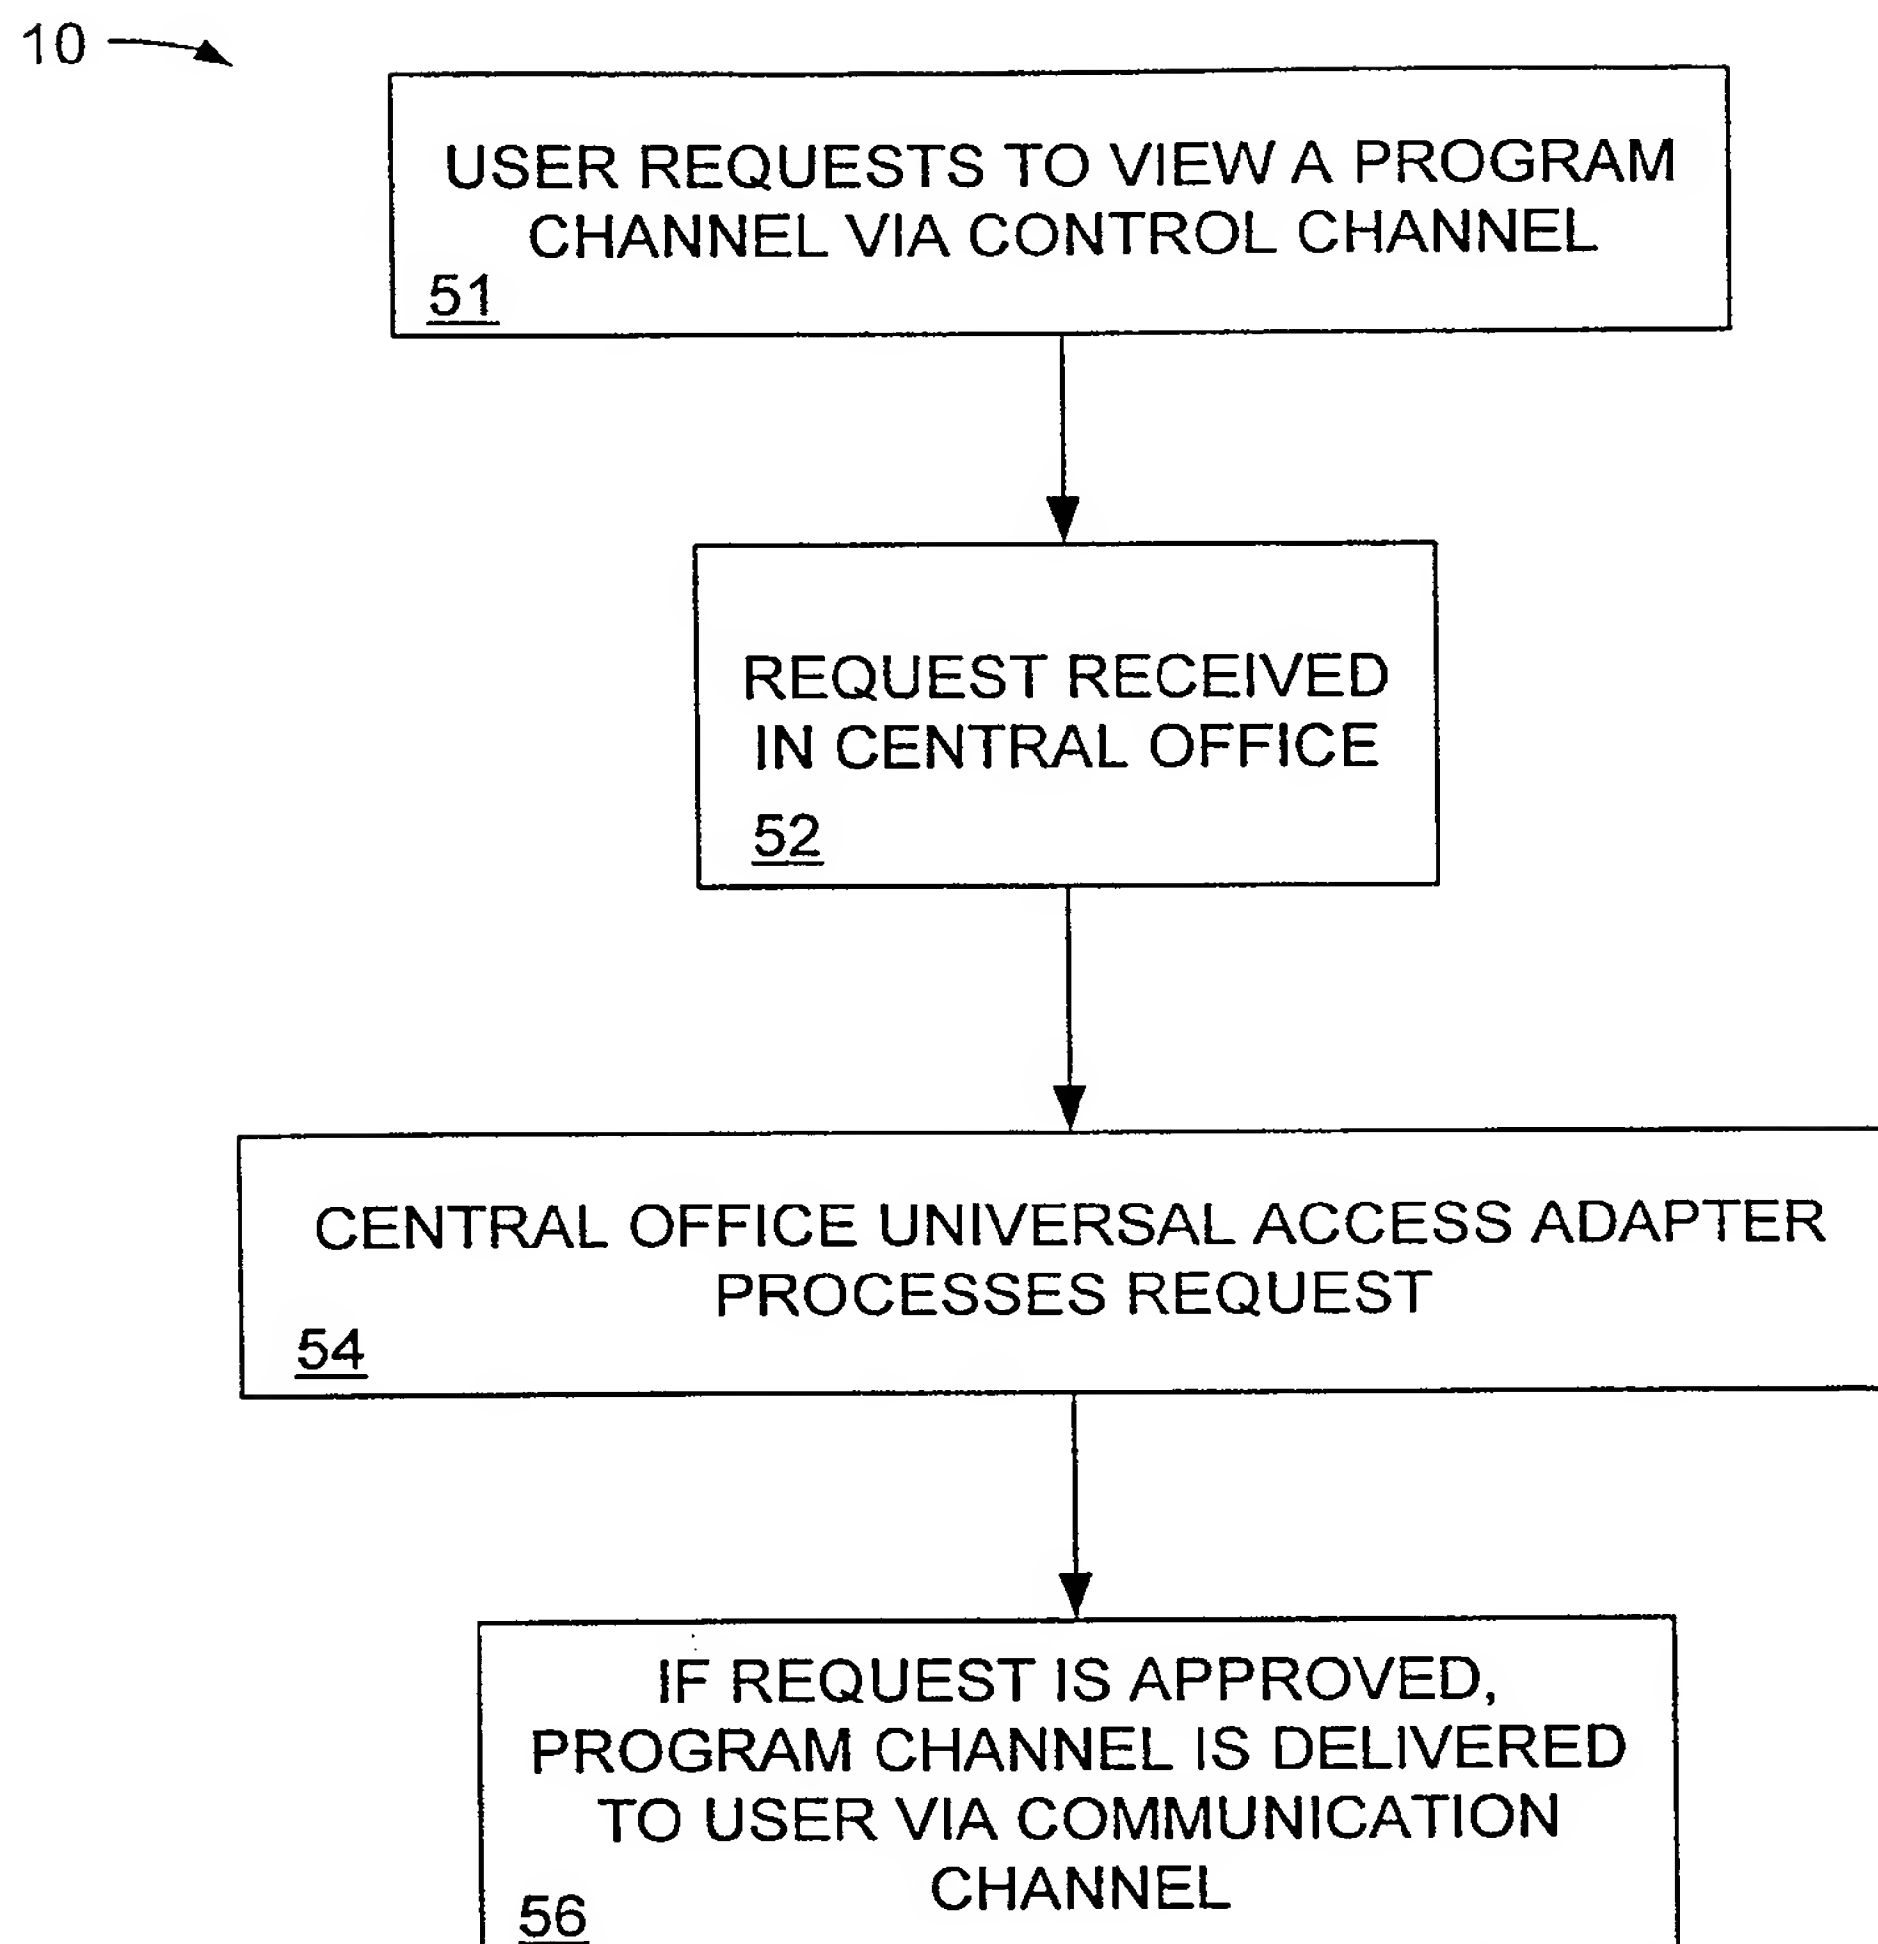 10
USER REQUESTS TO VIEW A PROGRAM
CHANNEL VIA CONTROL CHANNEL
51
REQUEST RECEIVED
IN CENTRAL OFFICE
52
CENTRAL OFFICE UNIVERSAL ACCESS ADAPTER
PROCESSES REQUEST
54
IF REQUEST IS APPROVED,
PROGRAM CHANNEL IS DELIVERED
TO USER VIA COMMUNICATION
CHANNEL
56